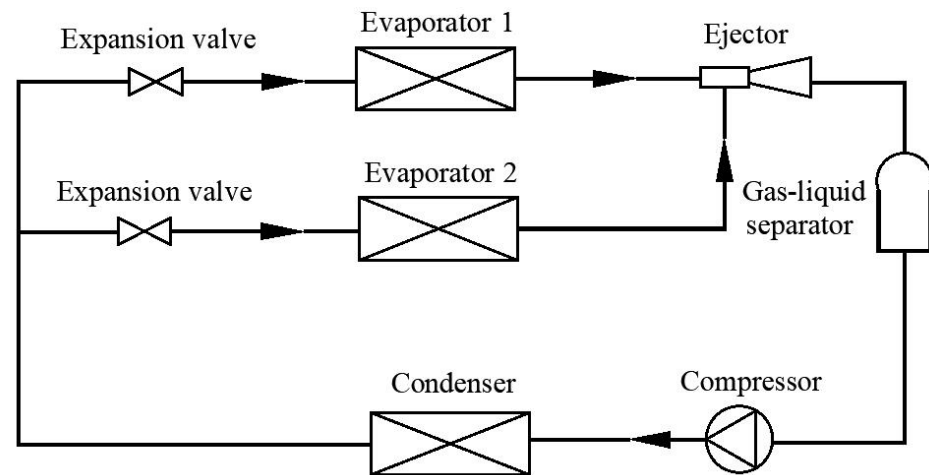 Evaporator 1
Ejector
Expansion valve
Evaporator 2
Expansion valve
Gas-liquid
separator
Condenser
Compressor